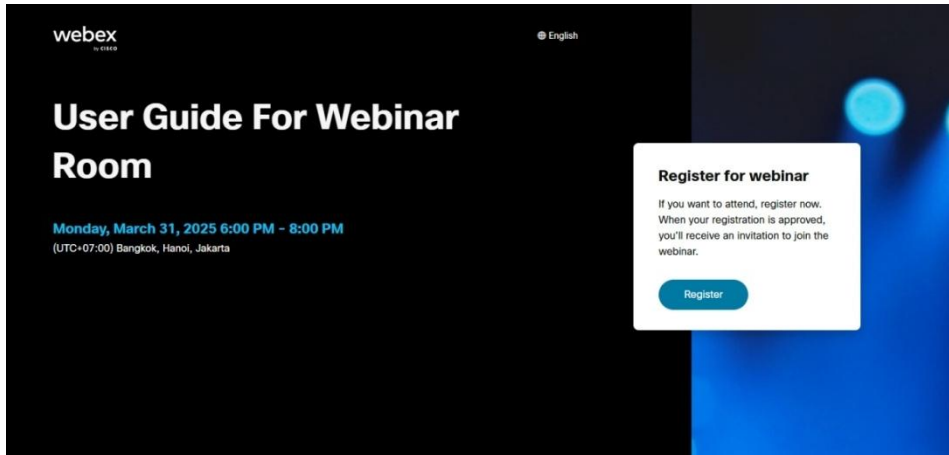 webex
by CISCO
English
User Guide For Webinar
Room
Monday, March 31, 2025 6:00 PM - 8:00 PM
(UTC+07:00) Bangkok, Hanoi, Jakarta
Register for webinar
If you want to attend, register now.
When your registration is approved,
you'll receive an invitation to join the
webinar.
Register